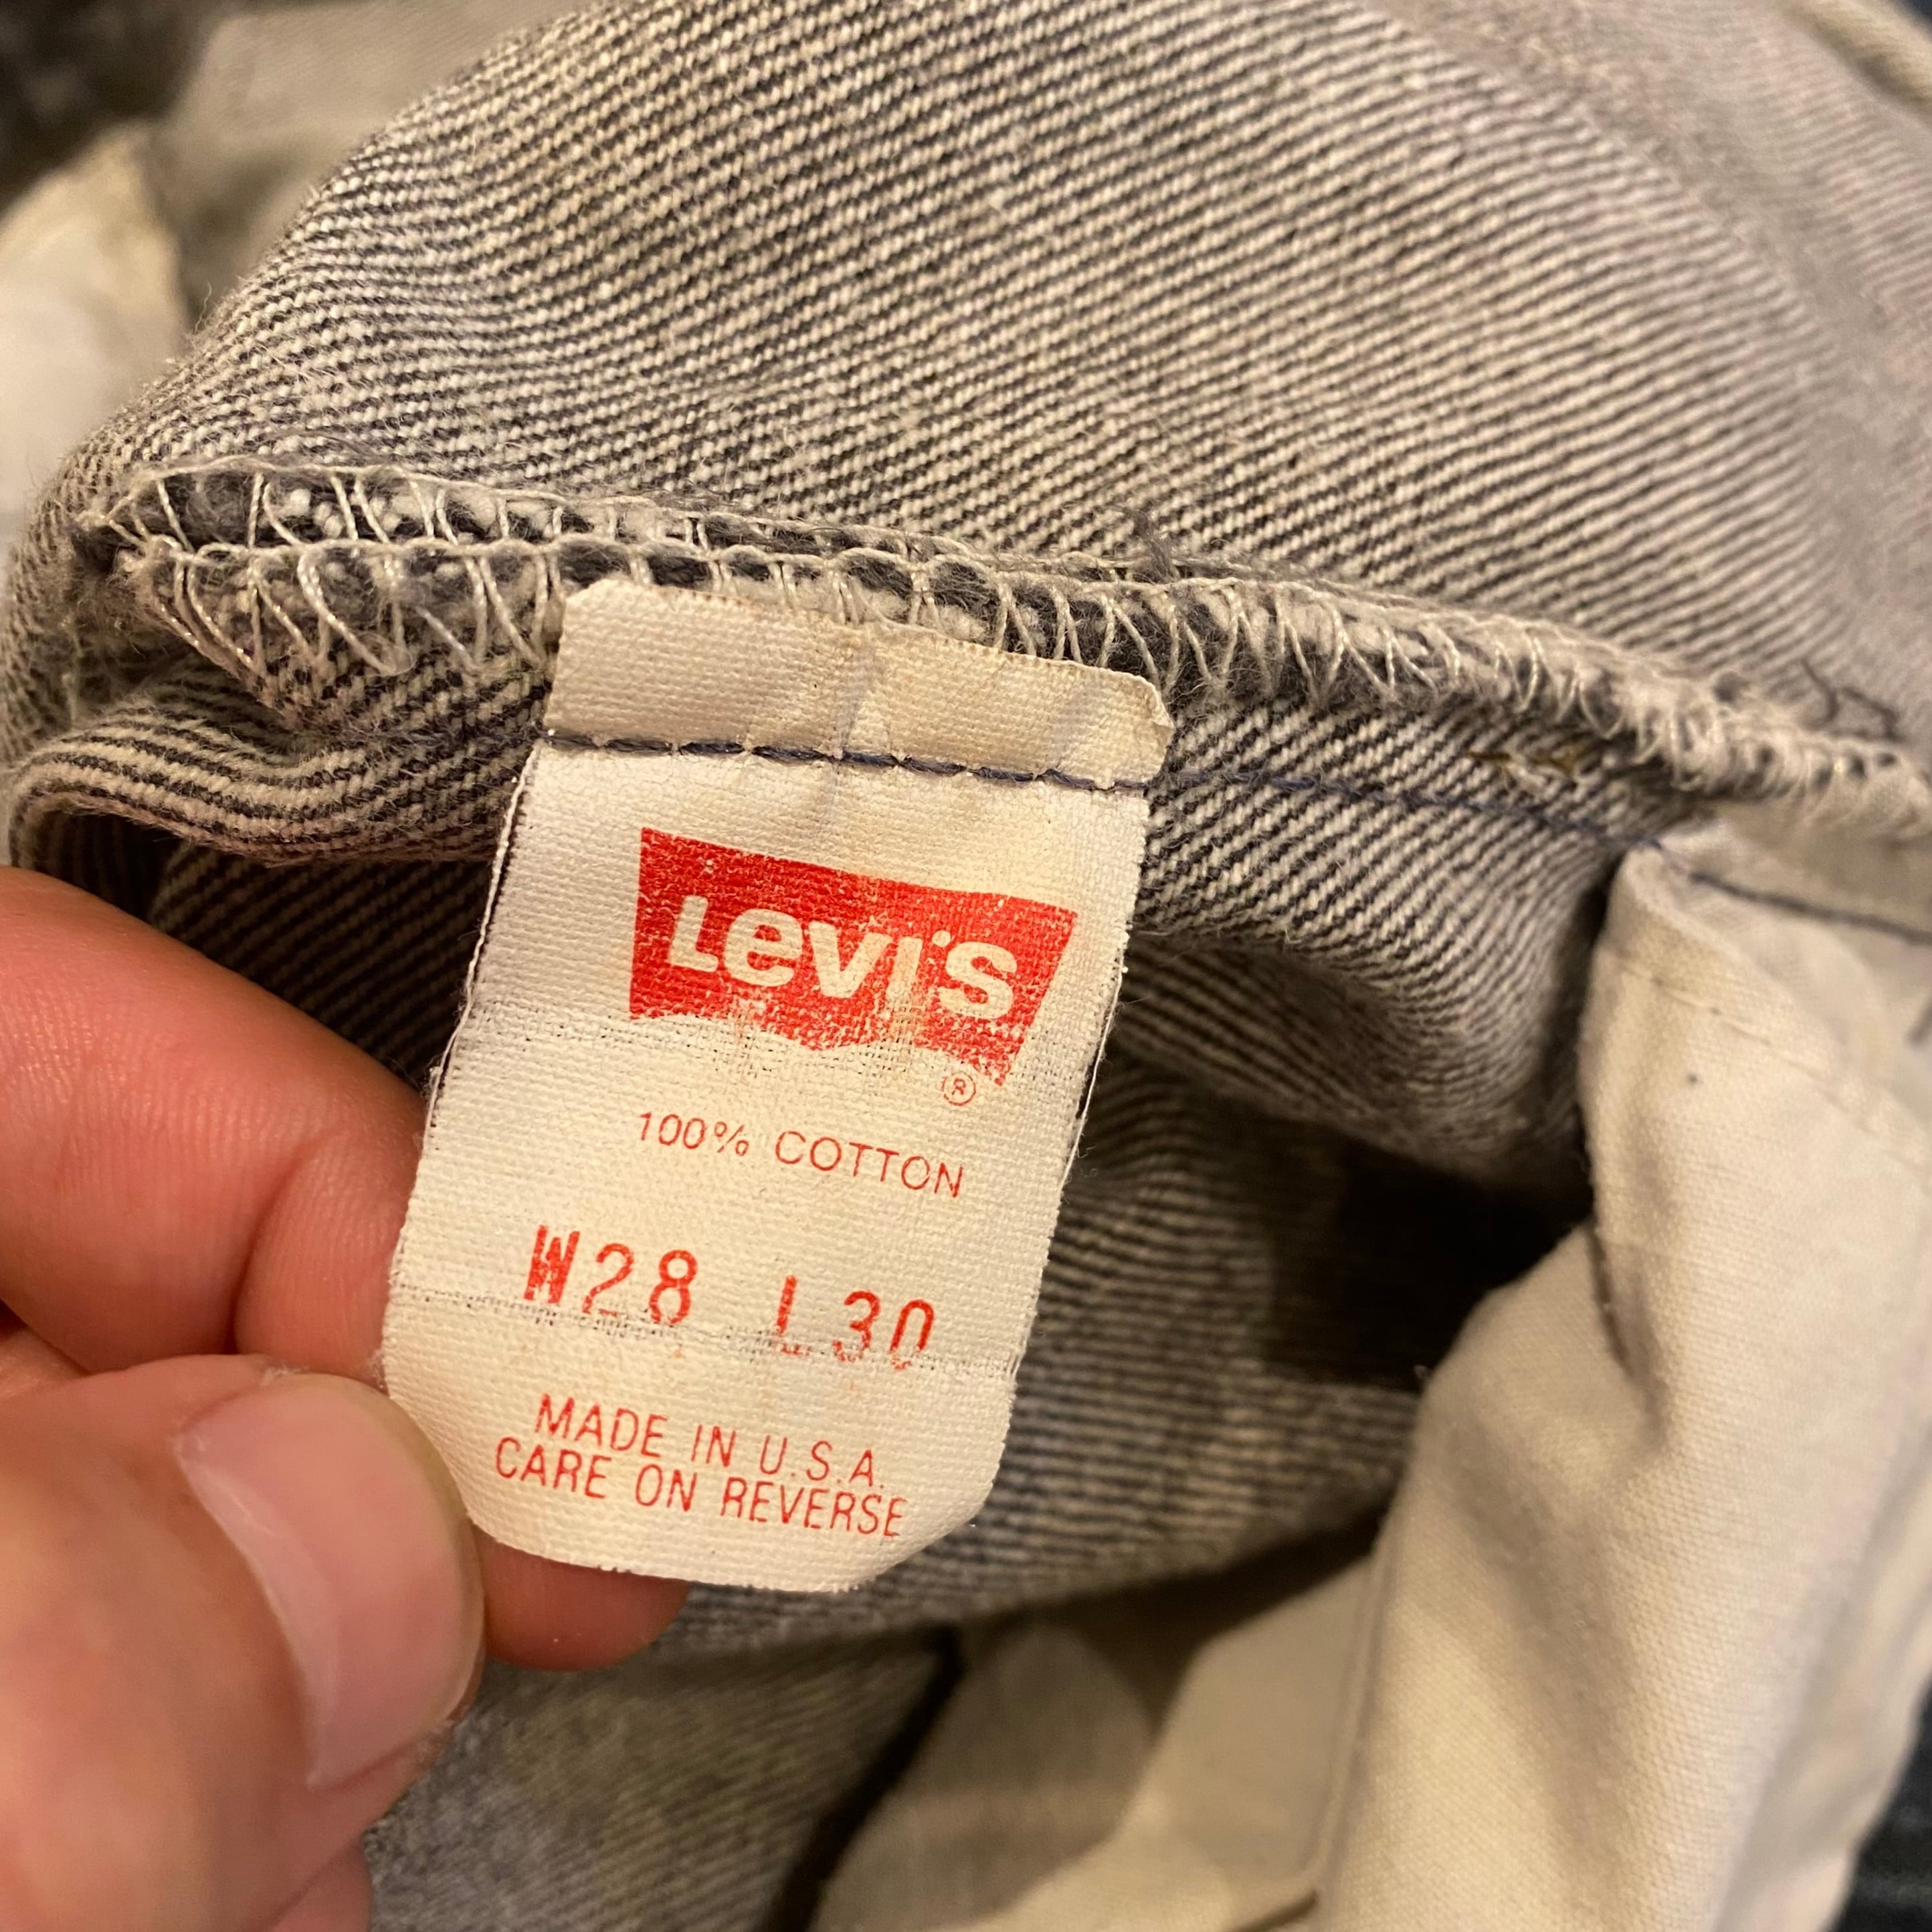 Levi's
®
100% COTTON
W28 L30
MADE IN U.S.A.
CARE ON REVERSE